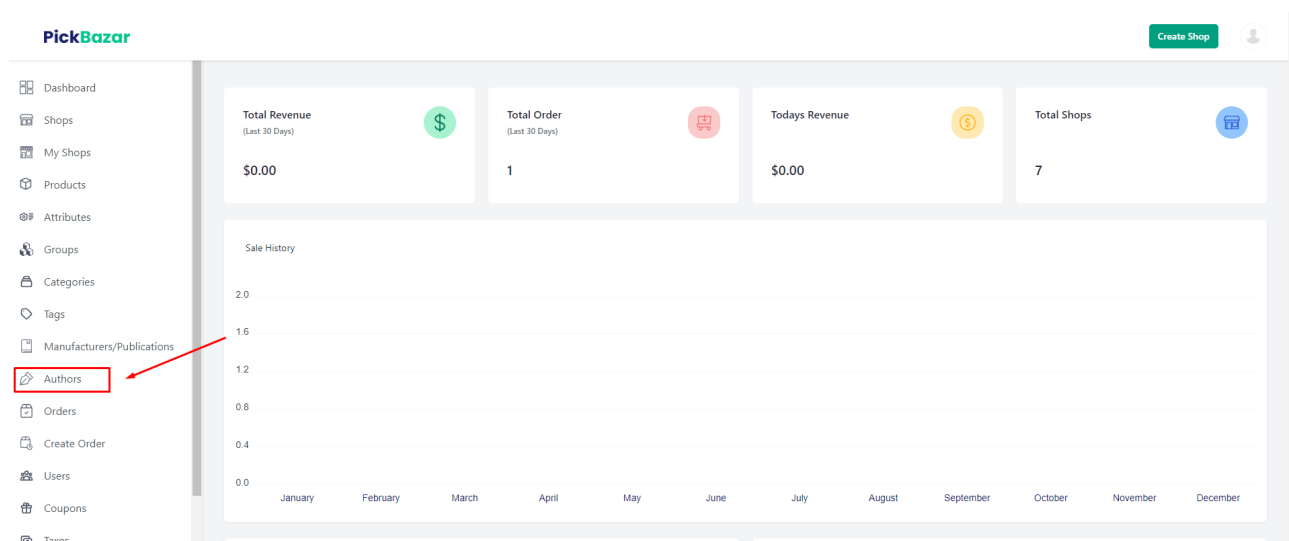 PickBazar
Create Shop
Dashboard
Shops
My Shops
Products
Attributes
Groups
Categories
Tags
Manufacturers/Publications
Authors
Orders
Create Order
Users
Coupons
Taxes
Total Revenue
(Last 30 Days)
$0.00
Total Order
(Last 30 Days)
1
Todays Revenue
$0.00
Total Shops
7
Sale History
2.0
1.6
1.2
0.8
0.4
0.0
January February March April May June July August September October November December